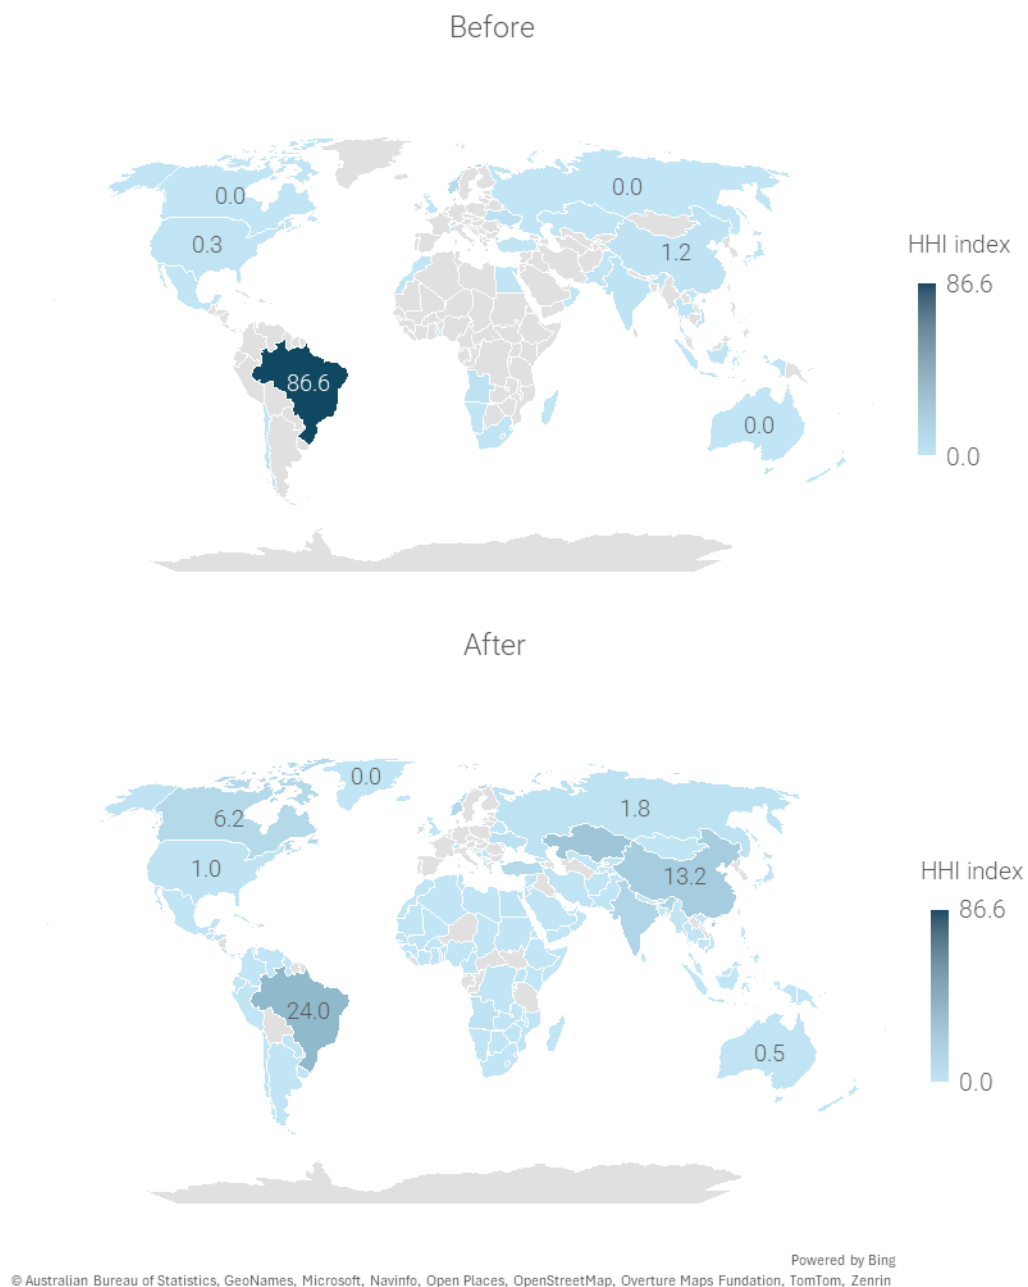 Before
0.0
0.0
0.3
1.2
HHI index
86.6
86.6
0.0
0.0
After
0.0
6.2
1.8
1.0
13.2
HHI index
86.6
24.0
0.5
0.0
Powered by Bing
© Australian Bureau of Statistics, GeoNames, Microsoft, Navinfo, Open Places, OpenStreetMap, Overture Maps Fundation, TomTom, Zenrin